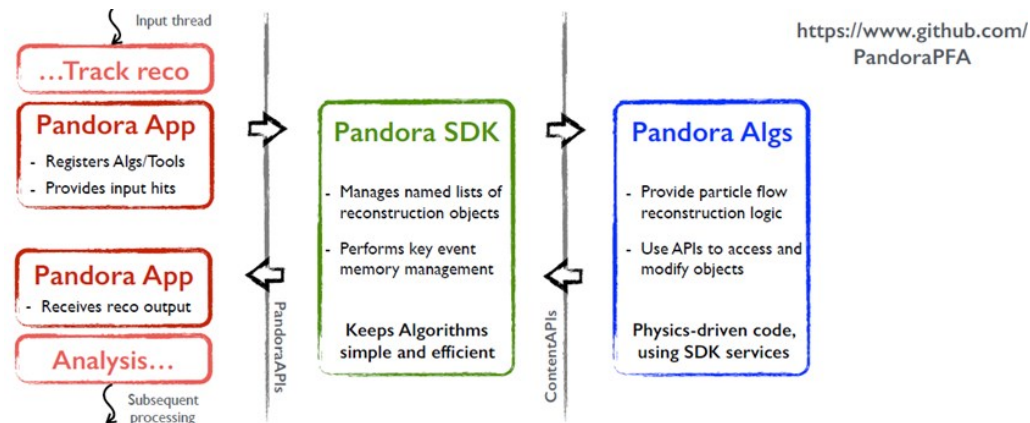 Input thread
https://www.github.com/
PandoraPFA
...Track reco
Pandora App
- Registers Algs/Tools
- Provides input hits
Pandora App
- Receives reco output
Analysis...
Subsequent
processing
PandoraAPIs
Pandora SDK
- Manages named lists of
reconstruction objects
- Performs key event
memory management
Keeps Algorithms
simple and efficient
ContentAPIs
Pandora Algs
- Provide particle flow
reconstruction logic
- Use APIs to access and
modify objects
Physics-driven code,
using SDK services